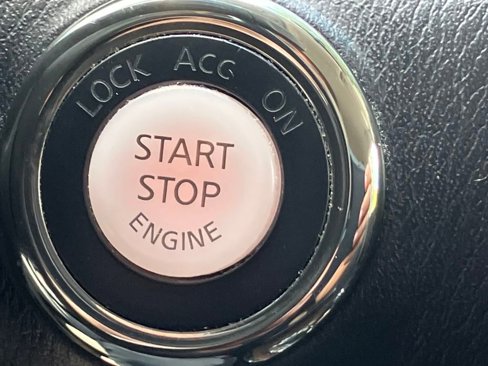 LOCK ACC ON
START
STOP
ENGINE